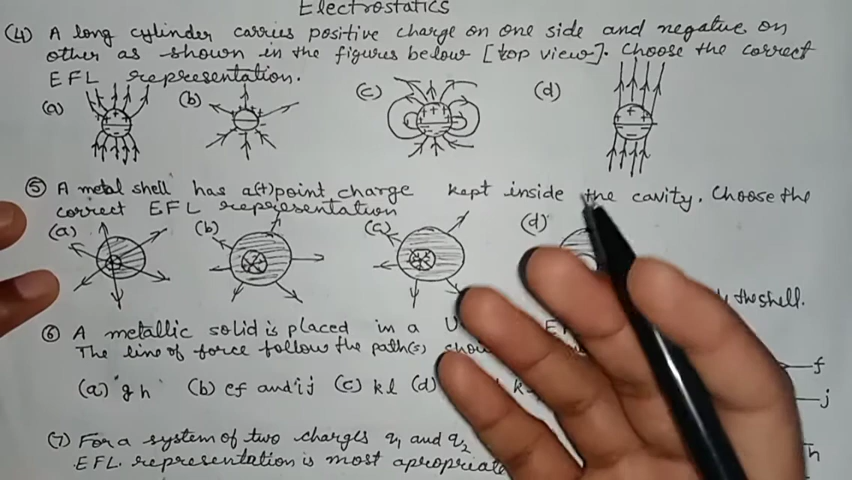 Electrostatics
(4) A long cylinder carries positive charge on one side and negative on
other as shown in the figures below [top view]. Choose the correct
EFL representation.
(a) (b) (c) (d)
⑤ A metal shell has a(+)point charge kept inside the cavity. Choose the
correct EFL representation
(a) (b) (c) (d)
the shell.
⑥ A metallic solid is placed in a U
The line of force follow the path(s)
(a) gh (b) ef and ij (c) kl (d)
f
j
h
(7) For a system of two charges q1 and q2
EFL representation is most apropriate